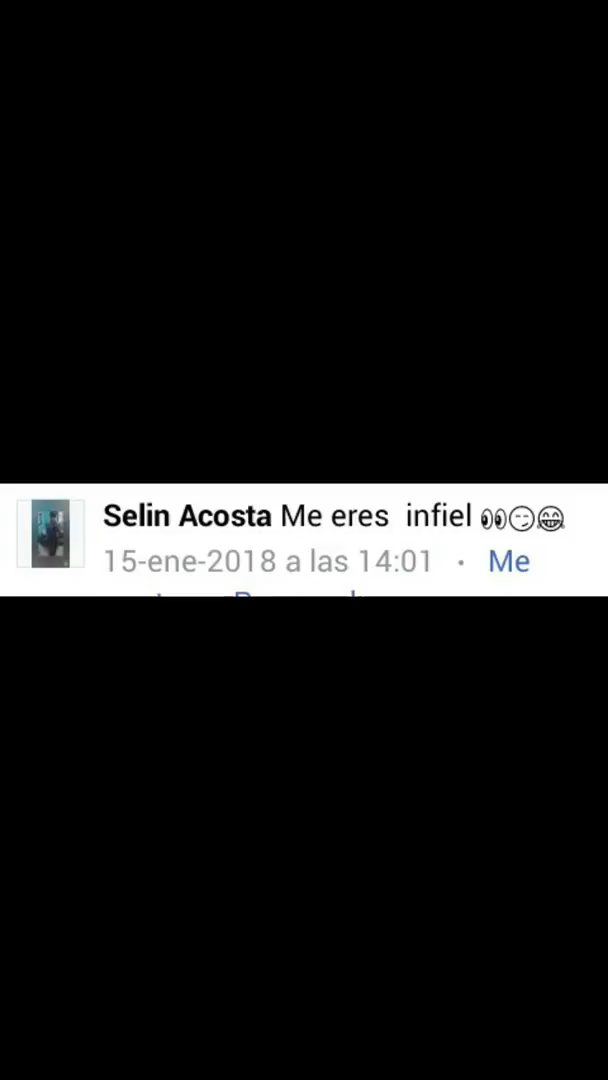 Selin Acosta Me eres  infiel 👀😏😁
15-ene-2018 a las 14:01 · Me